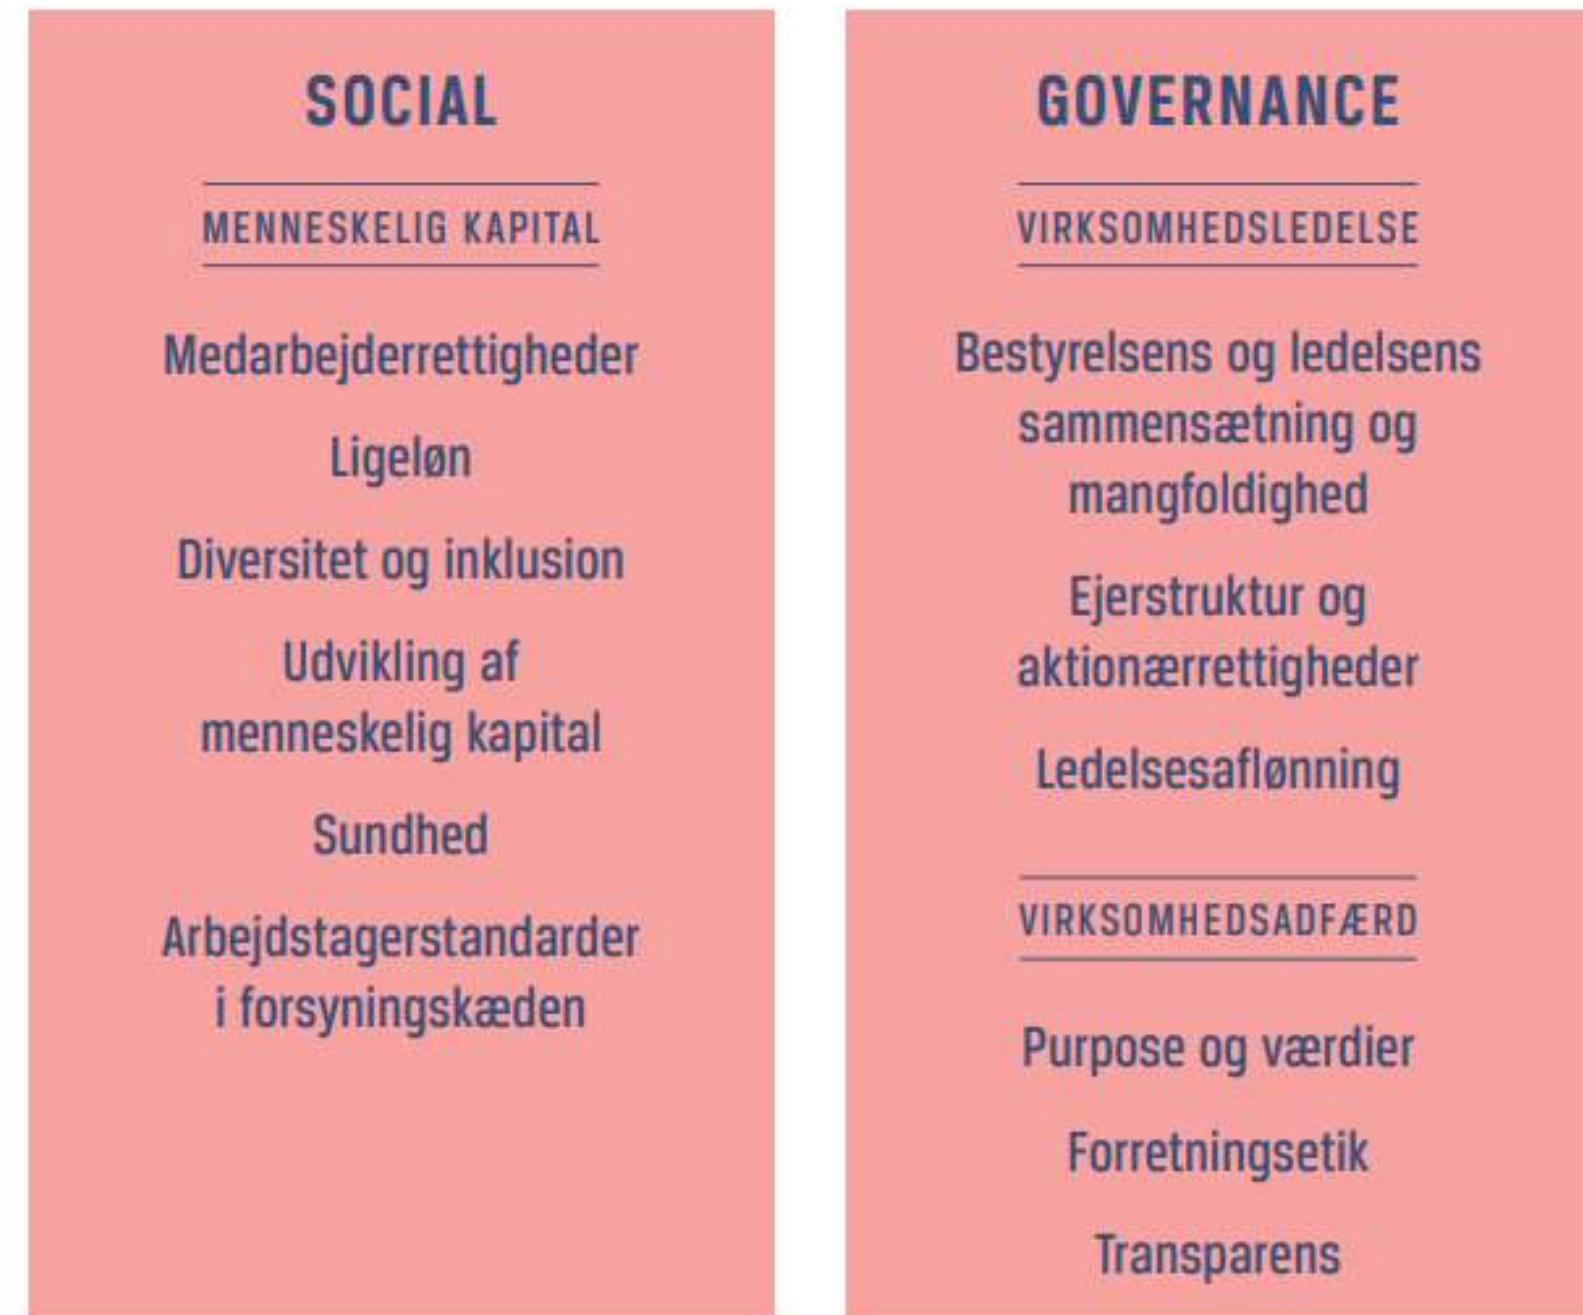 SOCIAL
MENNESKELIG KAPITAL
Medarbejderrettigheder
Ligeløn
Diversitet og inklusion
Udvikling af
menneskelig kapital
Sundhed
Arbejdstagerstandarder
i forsyningskæden
GOVERNANCE
VIRKSOMHEDSLEDELSE
Bestyrelsens og ledelsens
sammensætning og
mangfoldighed
Ejerstruktur og
aktionærrettigheder
Ledelsesaflønning
VIRKSOMHEDSADFÆRD
Purpose og værdier
Forretningsetik
Transparens